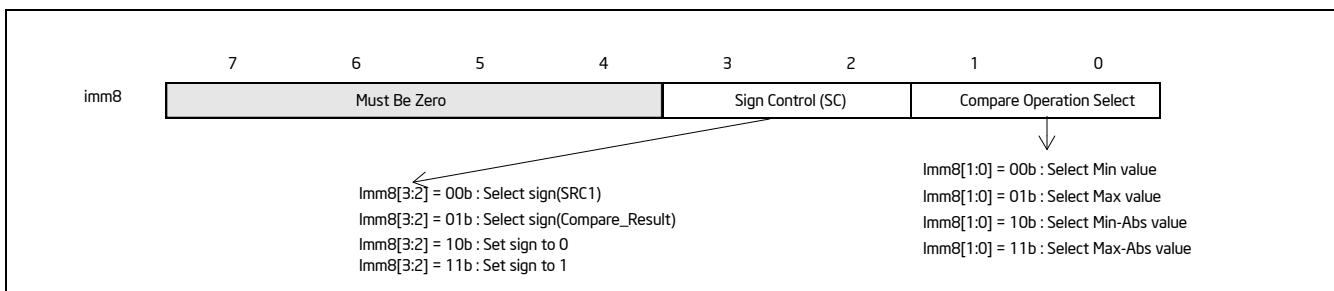 7 6 5 4 3 2 1 0
imm8 Must Be Zero Sign Control (SC) Compare Operation Select
Imm8[3:2] = 00b : Select sign(SRC1)
Imm8[3:2] = 01b : Select sign(Compare_Result)
Imm8[3:2] = 10b : Set sign to 0
Imm8[3:2] = 11b : Set sign to 1
Imm8[1:0] = 00b : Select Min value
Imm8[1:0] = 01b : Select Max value
Imm8[1:0] = 10b : Select Min-Abs value
Imm8[1:0] = 11b : Select Max-Abs value